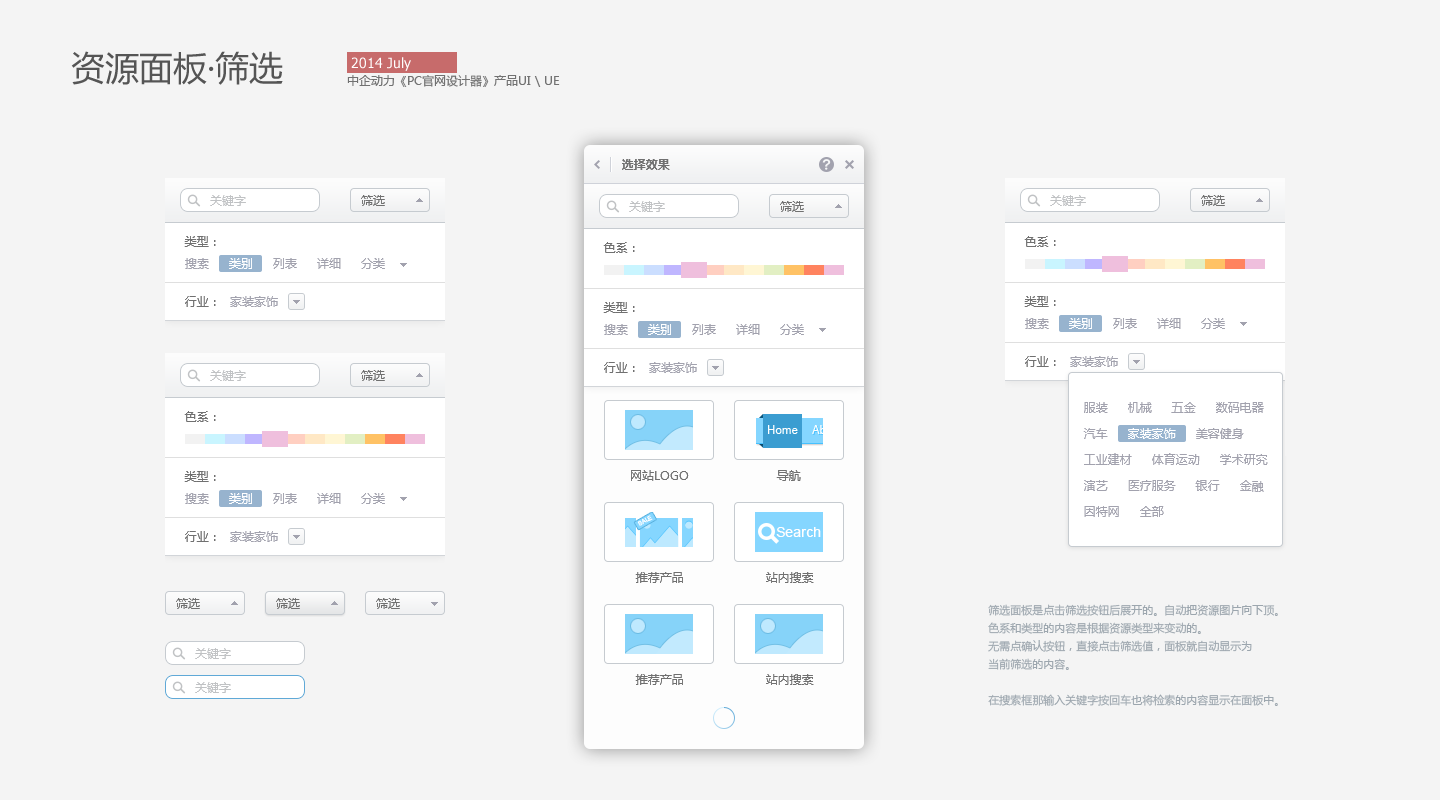 资源面板·筛选
2014 July
中企动力《PC官网设计器》产品UI \ UE
关键字
筛选
类型：
搜索 类别 列表 详细 分类
行业： 家装家饰
关键字
筛选
色系：
类型：
搜索 类别 列表 详细 分类
行业： 家装家饰
筛选
筛选
筛选
关键字
关键字
选择效果
?
关键字
筛选
色系：
类型：
搜索 类别 列表 详细 分类
行业： 家装家饰
Home Ab
网站LOGO
导航
SALE
Search
推荐产品
站内搜索
推荐产品
站内搜索
关键字
筛选
色系：
类型：
搜索 类别 列表 详细 分类
行业： 家装家饰
服装 机械 五金 数码电器
汽车 家装家饰 美容健身
工业建材 体育运动 学术研究
演艺 医疗服务 银行 金融
因特网 全部
筛选面板是点击筛选按钮后展开的。自动把资源图片向下顶。
色系和类型的内容是根据资源类型来变动的。
无需点确认按钮，直接点击筛选值，面板就自动显示为
当前筛选的内容。
在搜索框那输入关键字按回车也将检索的内容显示在面板中。